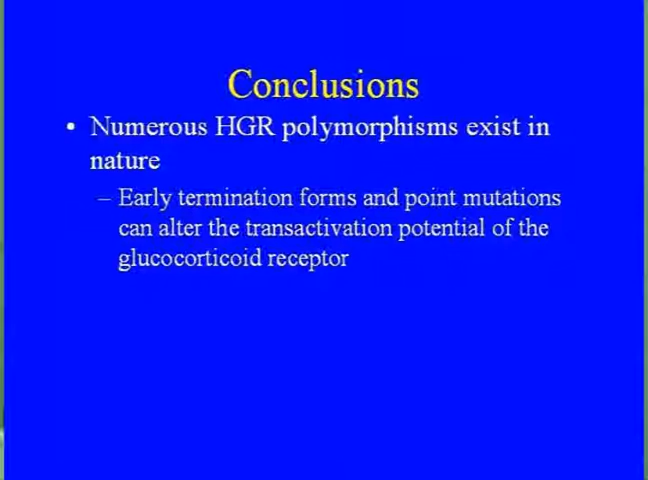 Conclusions
• Numerous HGR polymorphisms exist in
nature
– Early termination forms and point mutations
can alter the transactivation potential of the
glucocorticoid receptor